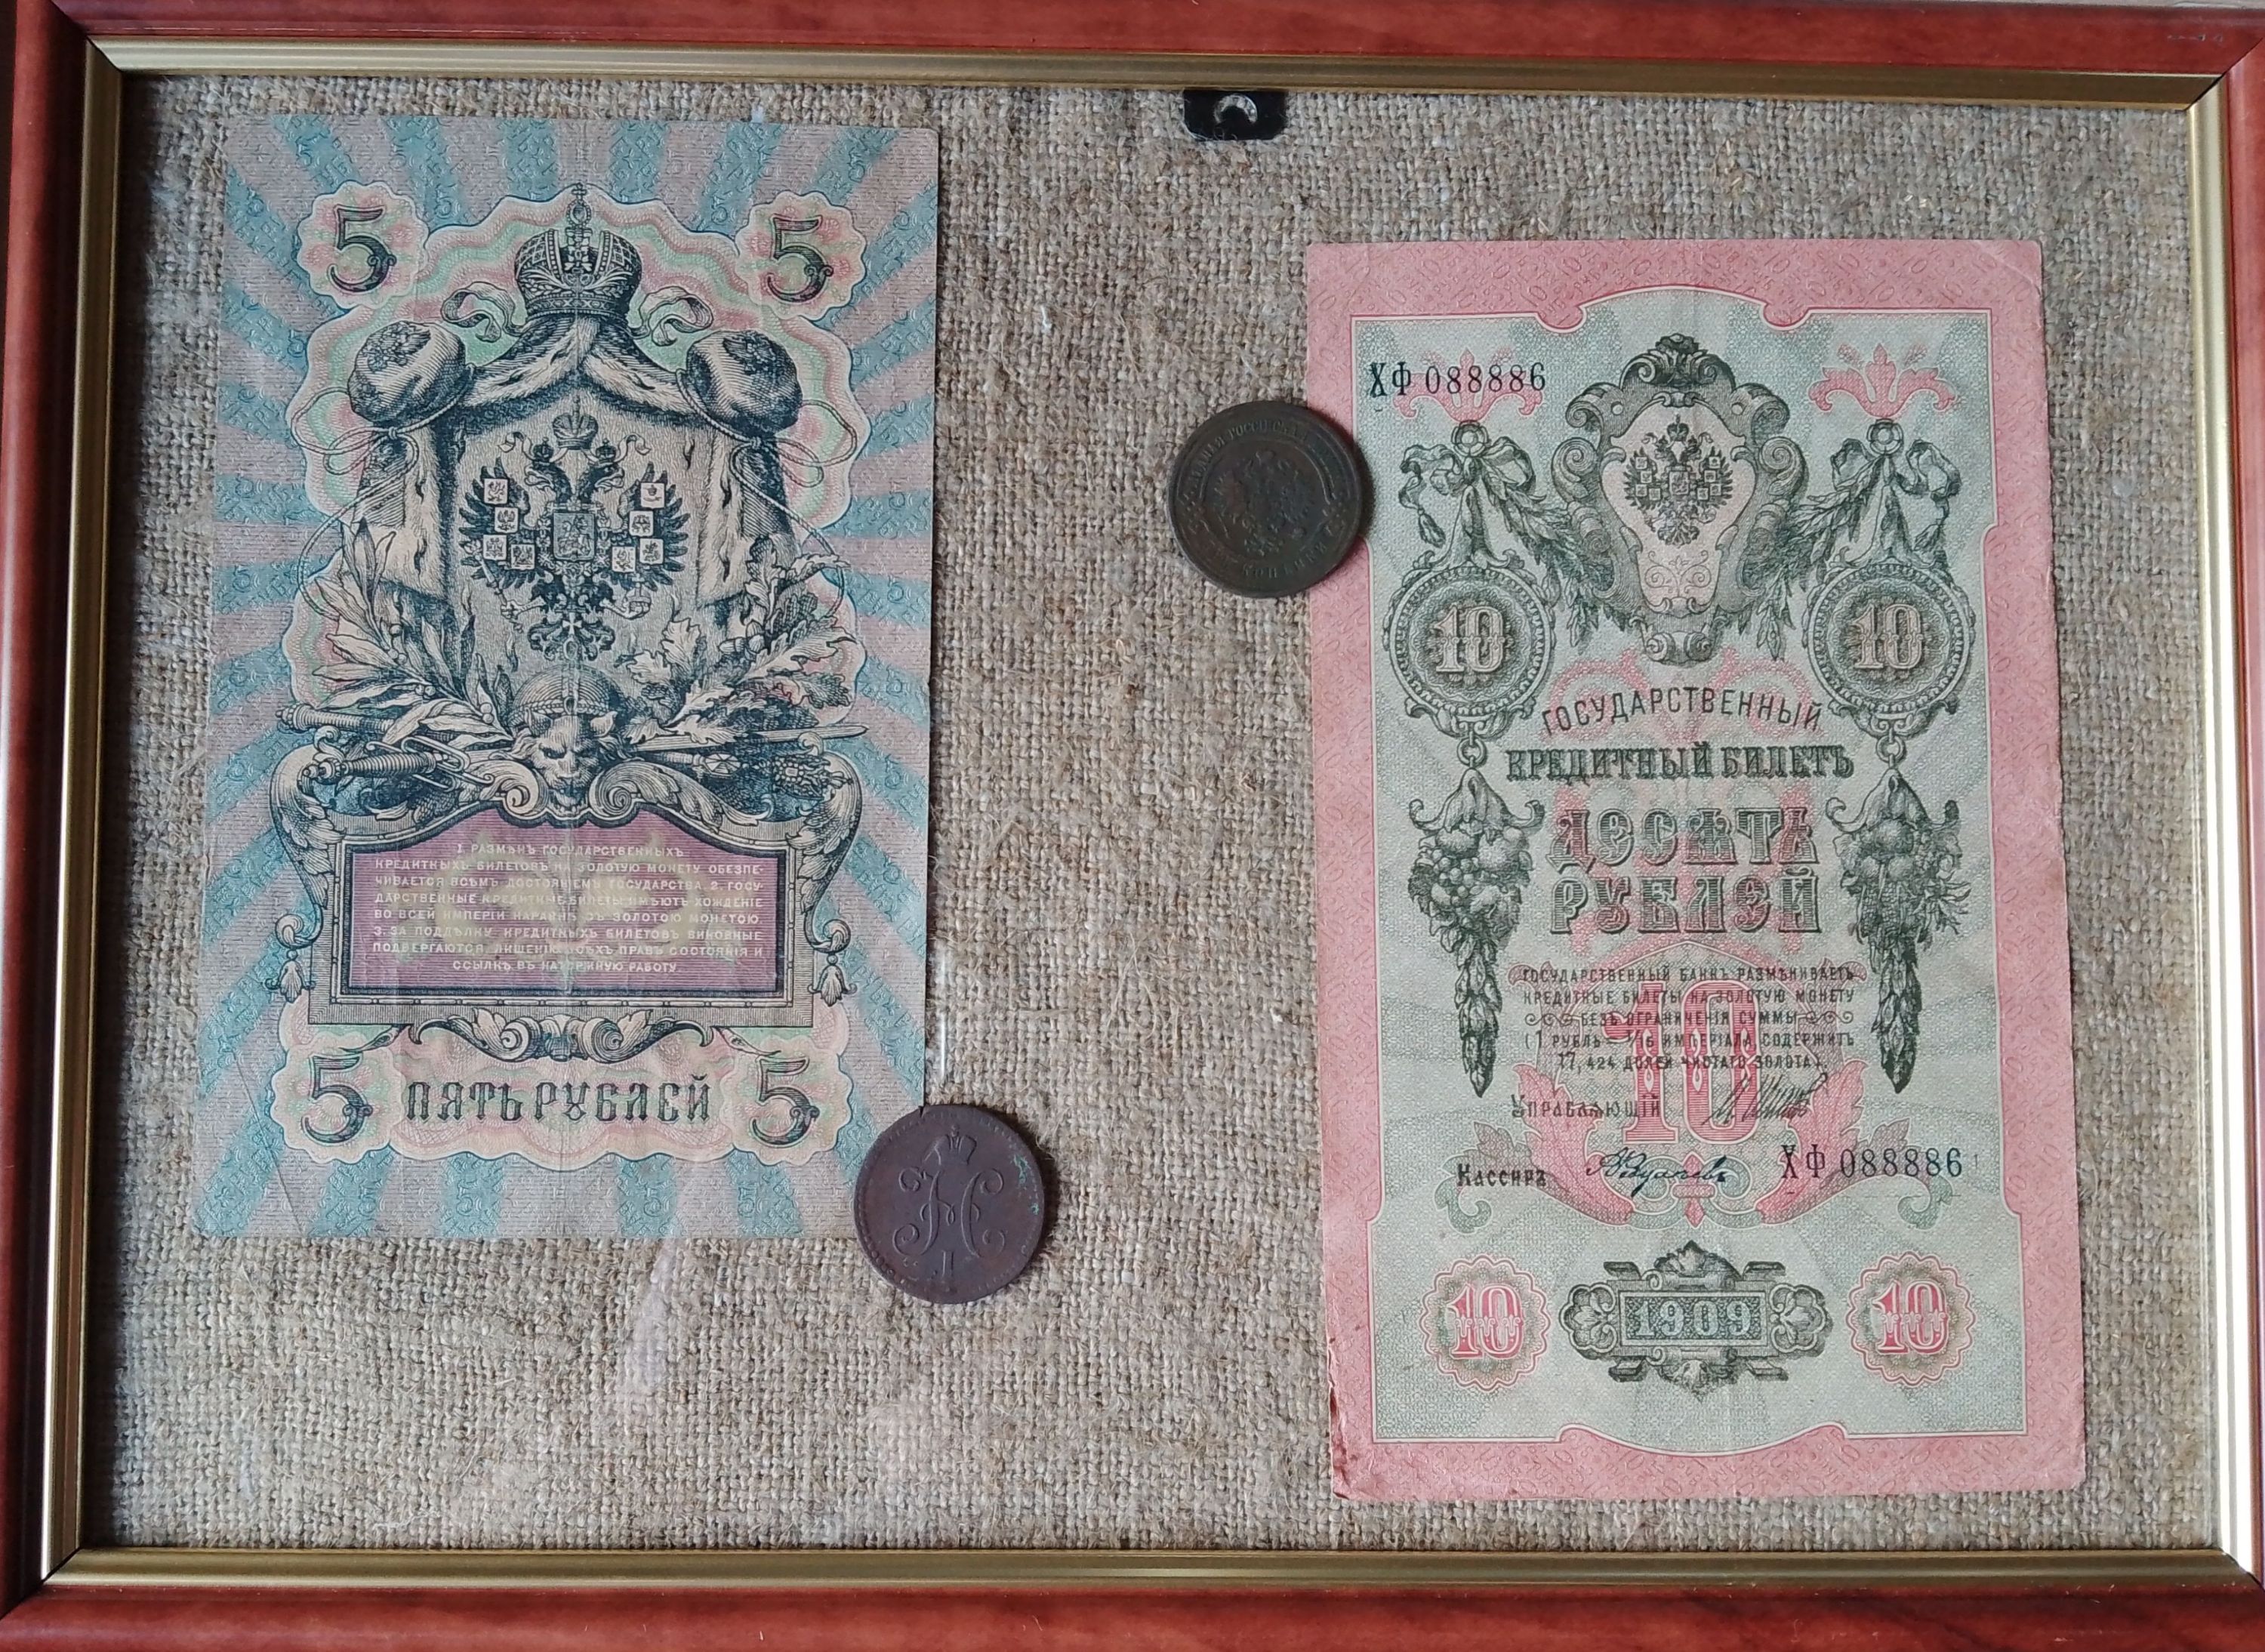 5 5
1. РАЗМѢНЪ ГОСУДАРСТВЕННЫХЪ
КРЕДИТНЫХЪ БИЛЕТОВЪ НА ЗОЛОТУЮ МОНЕТУ ОБЕЗПЕ-
ЧИВАЕТСЯ ВСѢМЪ ДОСТОЯНІЕМЪ ГОСУДАРСТВА. 2. ГОСУ-
ДАРСТВЕННЫЕ КРЕДИТНЫЕ БИЛЕТЫ ИМѢЮТЪ ХОЖДЕНІЕ
ВО ВСЕЙ ИМПЕРІИ НАРАВНѢ СЪ ЗОЛОТОЮ МОНЕТОЮ.
3. ЗА ПОДДѢЛКУ КРЕДИТНЫХЪ БИЛЕТОВЪ ВИНОВНЫЕ
ПОДВЕРГАЮТСЯ ЛИШЕНІЮ ВСѢХЪ ПРАВЪ СОСТОЯНІЯ И
ССЫЛКѢ ВЪ КАТОРЖНУЮ РАБОТУ
5 ПЯТЬ РУБЛЕЙ 5
Н
I
РОССІЙСКАЯ
КОПѢЙКИ
ХФ 088886
10 10
ГОСУДАРСТВЕННЫЙ
КРЕДИТНЫЙ БИЛЕТЪ
ДЕСЯТЬ
РУБЛЕЙ
ГОСУДАРСТВЕННЫЙ БАНКЪ РАЗМѢНИВАЕТЪ
КРЕДИТНЫЕ БИЛЕТЫ НА ЗОЛОТУЮ МОНЕТУ
БЕЗЪ ОГРАНИЧЕНІЯ СУММЫ
(1 РУБЛЬ = 1/15 ИМПЕРІАЛА, СОДЕРЖИТЪ
17,424 ДОЛЕЙ ЧИСТАГО ЗОЛОТА).
10
УПРАВЛЯЮЩІЙ
КАССИРЪ ХФ 088886
10 1909 10